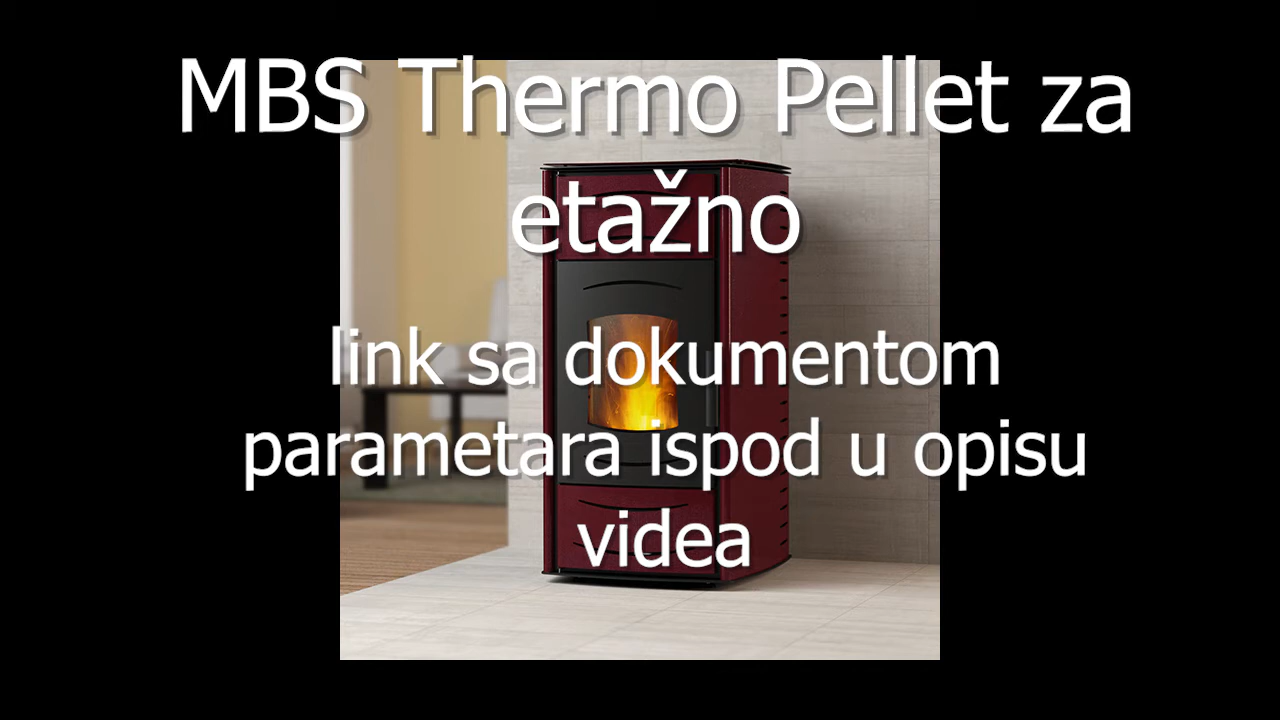 MBS Thermo Pellet za
etažno
link sa dokumentom
parametara ispod u opisu
videa